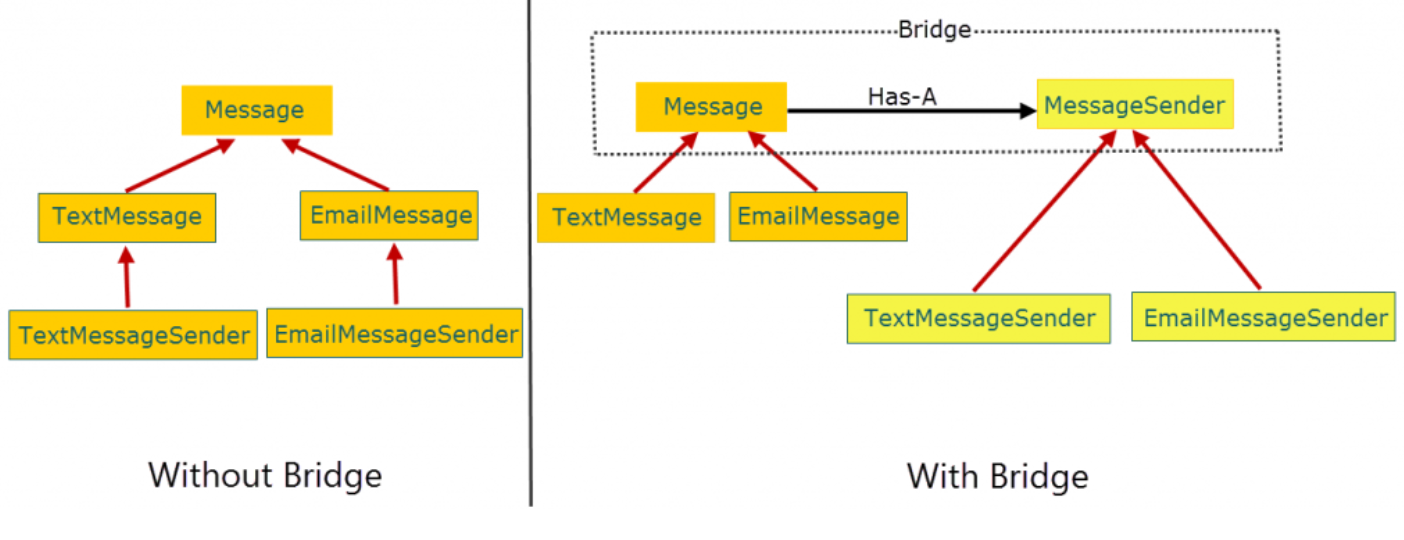 Message
TextMessage
EmailMessage
TextMessageSender
EmailMessageSender
Without Bridge
Bridge
Message
Has-A
MessageSender
TextMessage
EmailMessage
TextMessageSender
EmailMessageSender
With Bridge